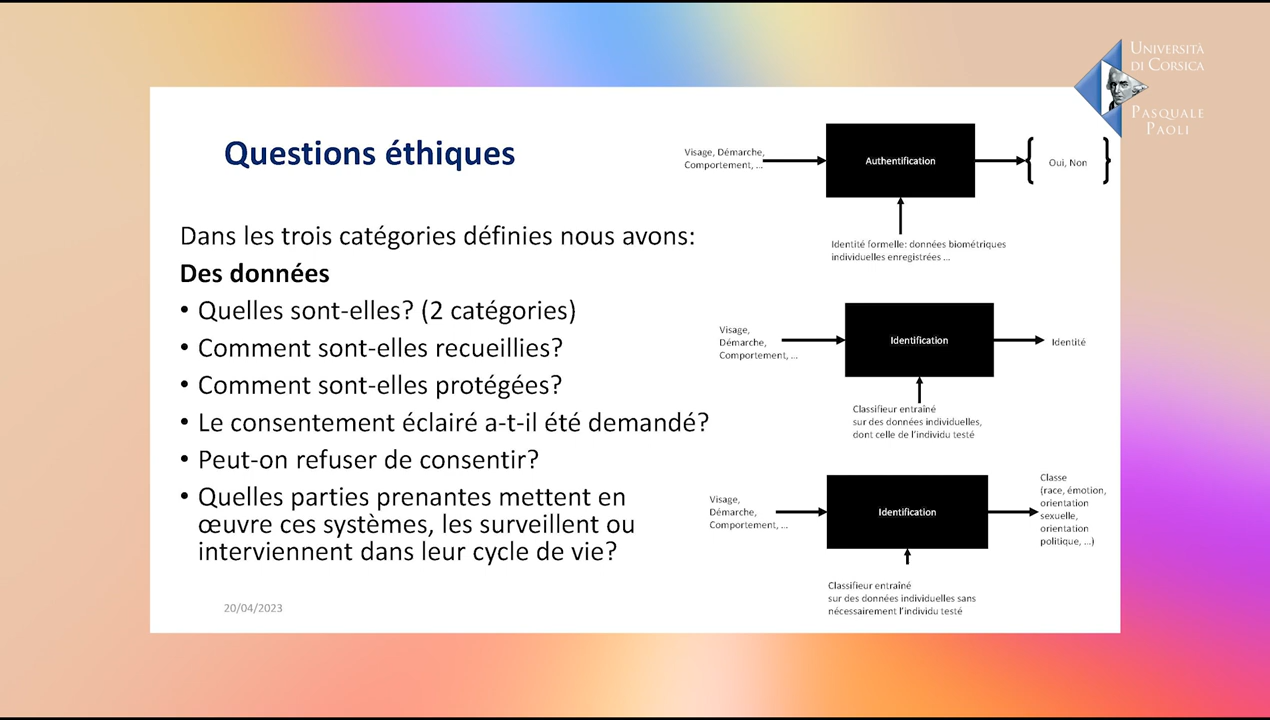 UNIVERSITÀ
DI CORSICA
PASQUALE
PAOLI
Questions éthiques
Dans les trois catégories définies nous avons:
Des données
• Quelles sont-elles? (2 catégories)
• Comment sont-elles recueillies?
• Comment sont-elles protégées?
• Le consentement éclairé a-t-il été demandé?
• Peut-on refuser de consentir?
• Quelles parties prenantes mettent en
œuvre ces systèmes, les surveillent ou
interviennent dans leur cycle de vie?
20/04/2023
Visage, Démarche,
Comportement, ...
Authentification
Oui, Non
Identité formelle: données biométriques
individuelles enregistrées ...
Visage,
Démarche,
Comportement, ...
Identification
Identité
Classifieur entraîné
sur des données individuelles,
dont celle de l'individu testé
Visage,
Démarche,
Comportement, ...
Identification
Classe
(race, émotion,
orientation
sexuelle,
orientation
politique, ...)
Classifieur entraîné
sur des données individuelles sans
nécessairement l'individu testé